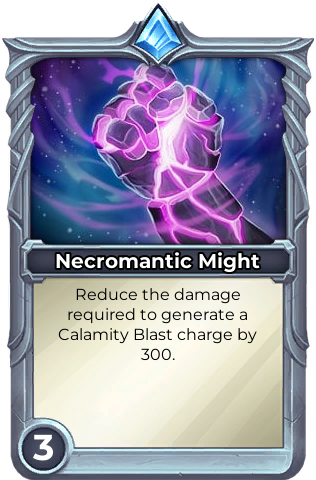 Necromantic Might
Reduce the damage
required to generate a
Calamity Blast charge by
300.
3